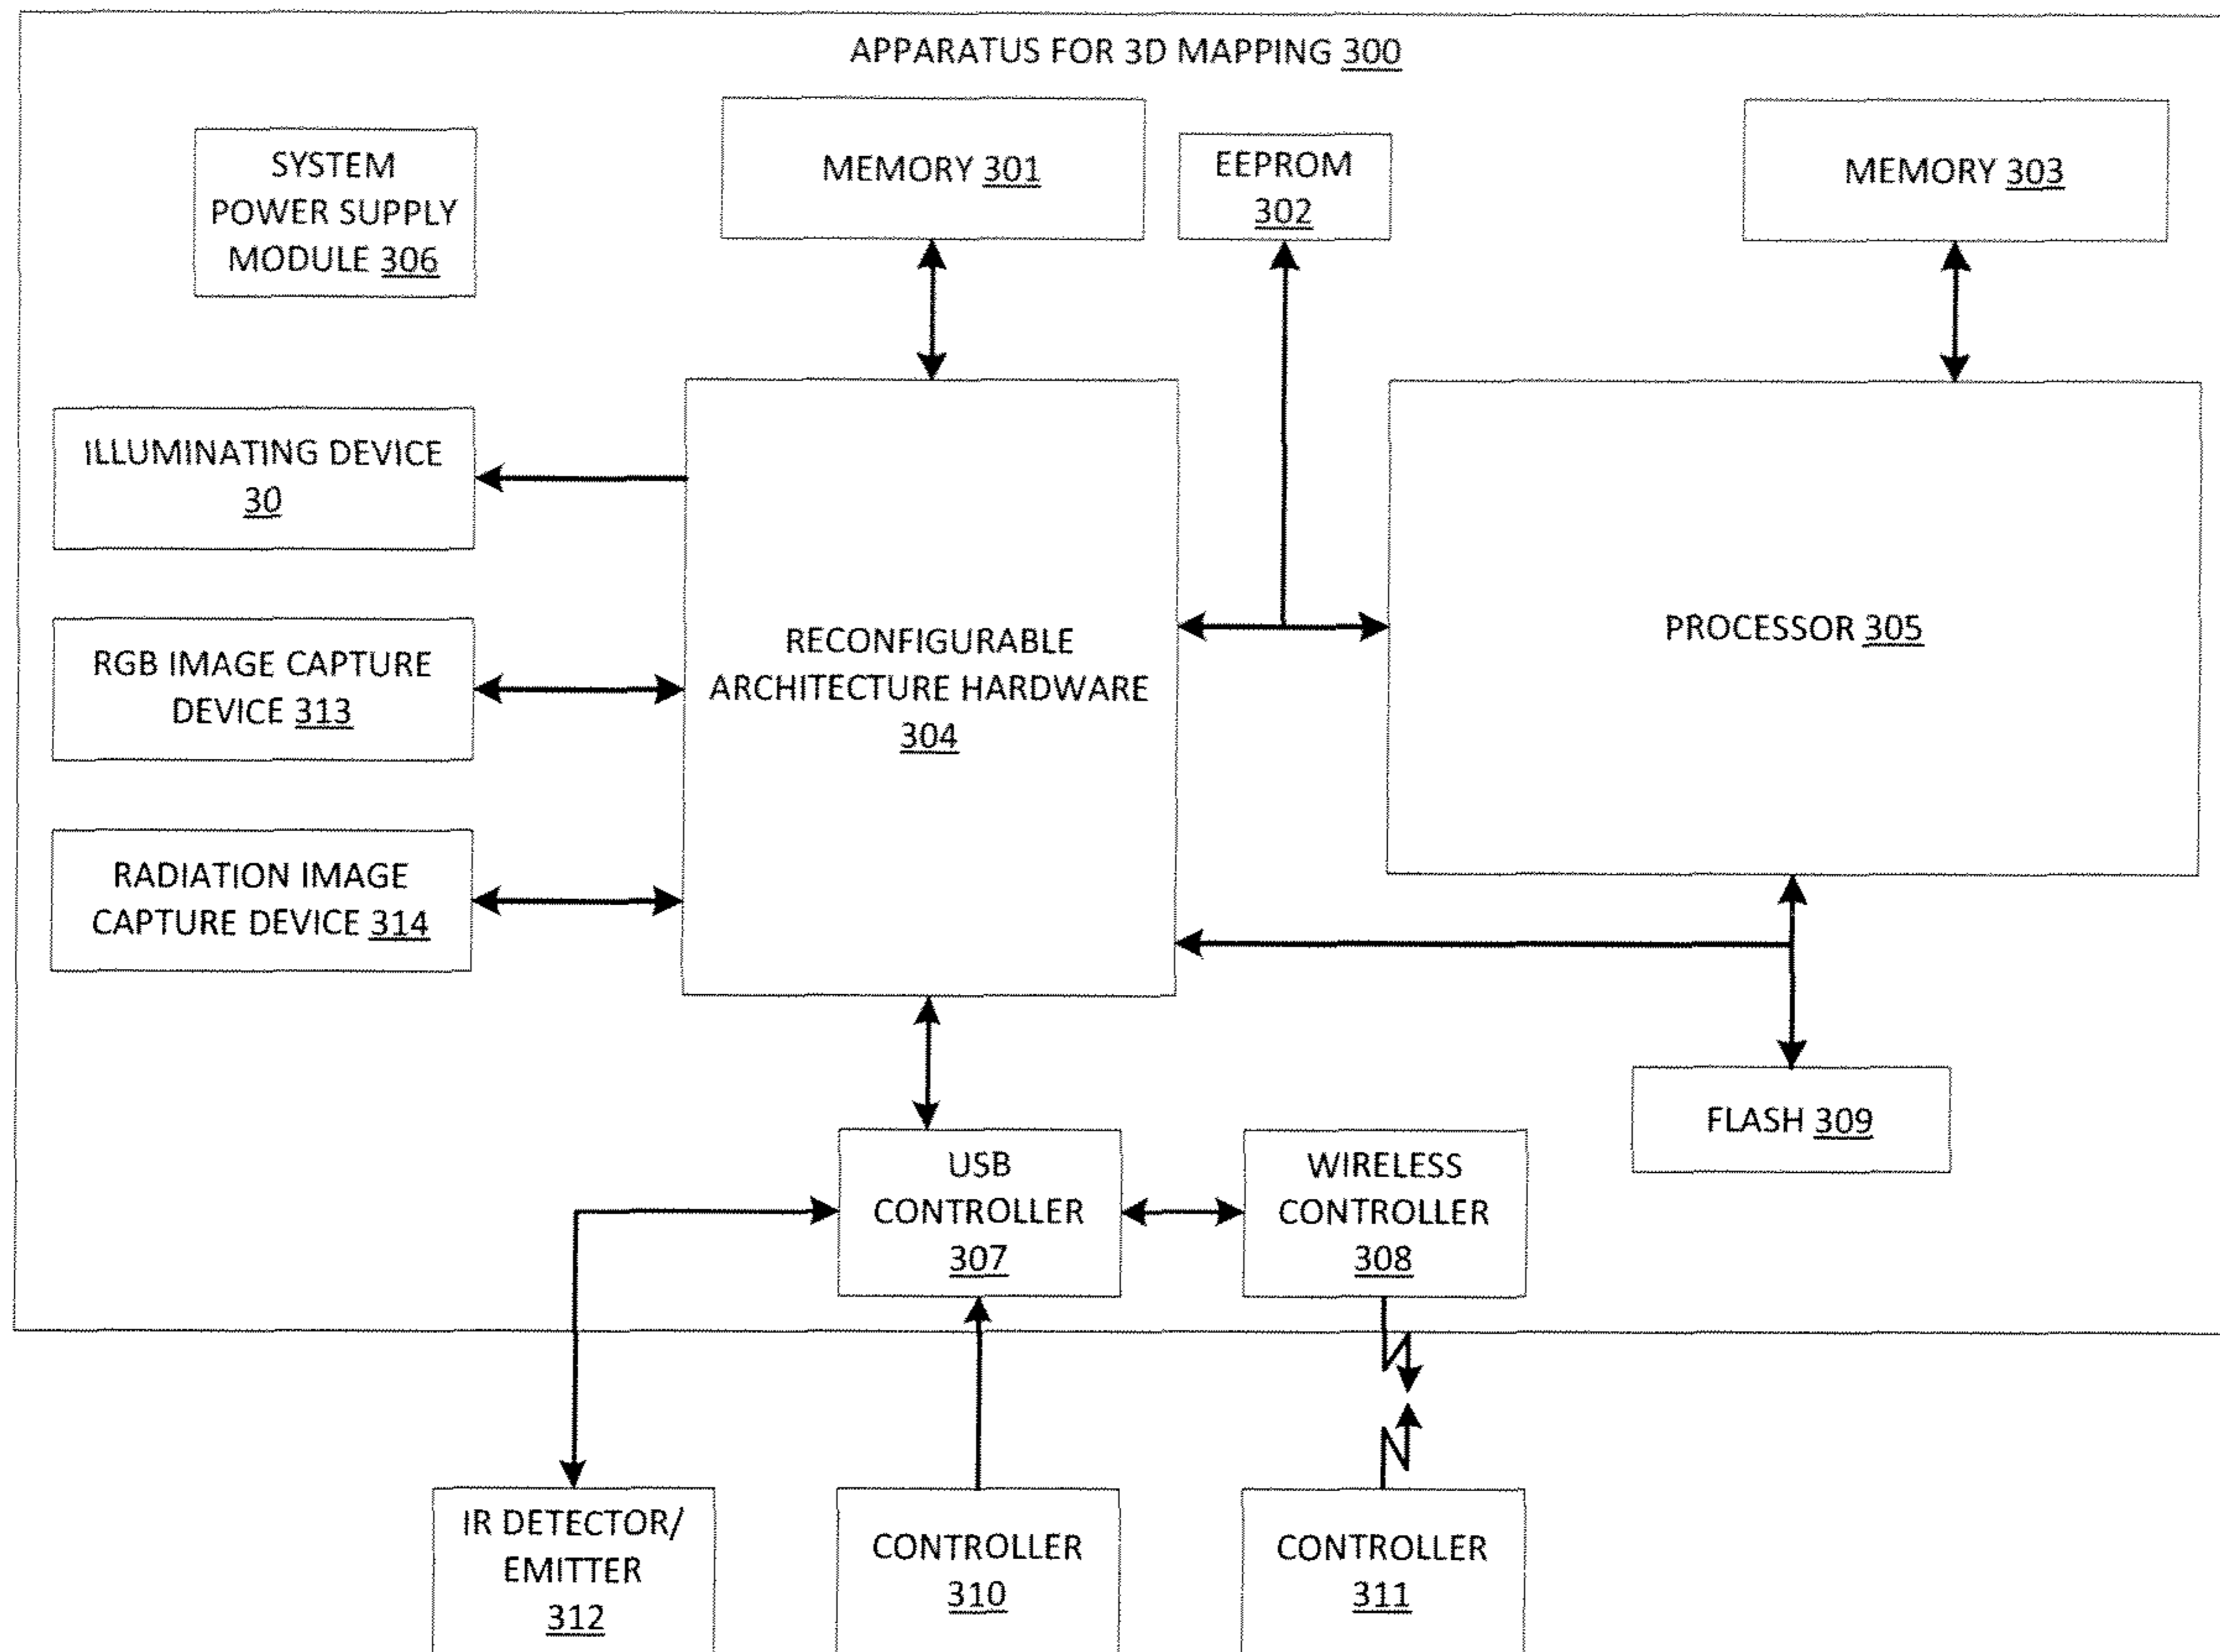 APPARATUS FOR 3D MAPPING 300
SYSTEM
POWER SUPPLY
MODULE 306
MEMORY 301
EEPROM
302
MEMORY 303
ILLUMINATING DEVICE
30
RGB IMAGE CAPTURE
DEVICE 313
RADIATION IMAGE
CAPTURE DEVICE 314
RECONFIGURABLE
ARCHITECTURE HARDWARE
304
PROCESSOR 305
FLASH 309
USB
CONTROLLER
307
WIRELESS
CONTROLLER
308
IR DETECTOR/
EMITTER
312
CONTROLLER
310
CONTROLLER
311